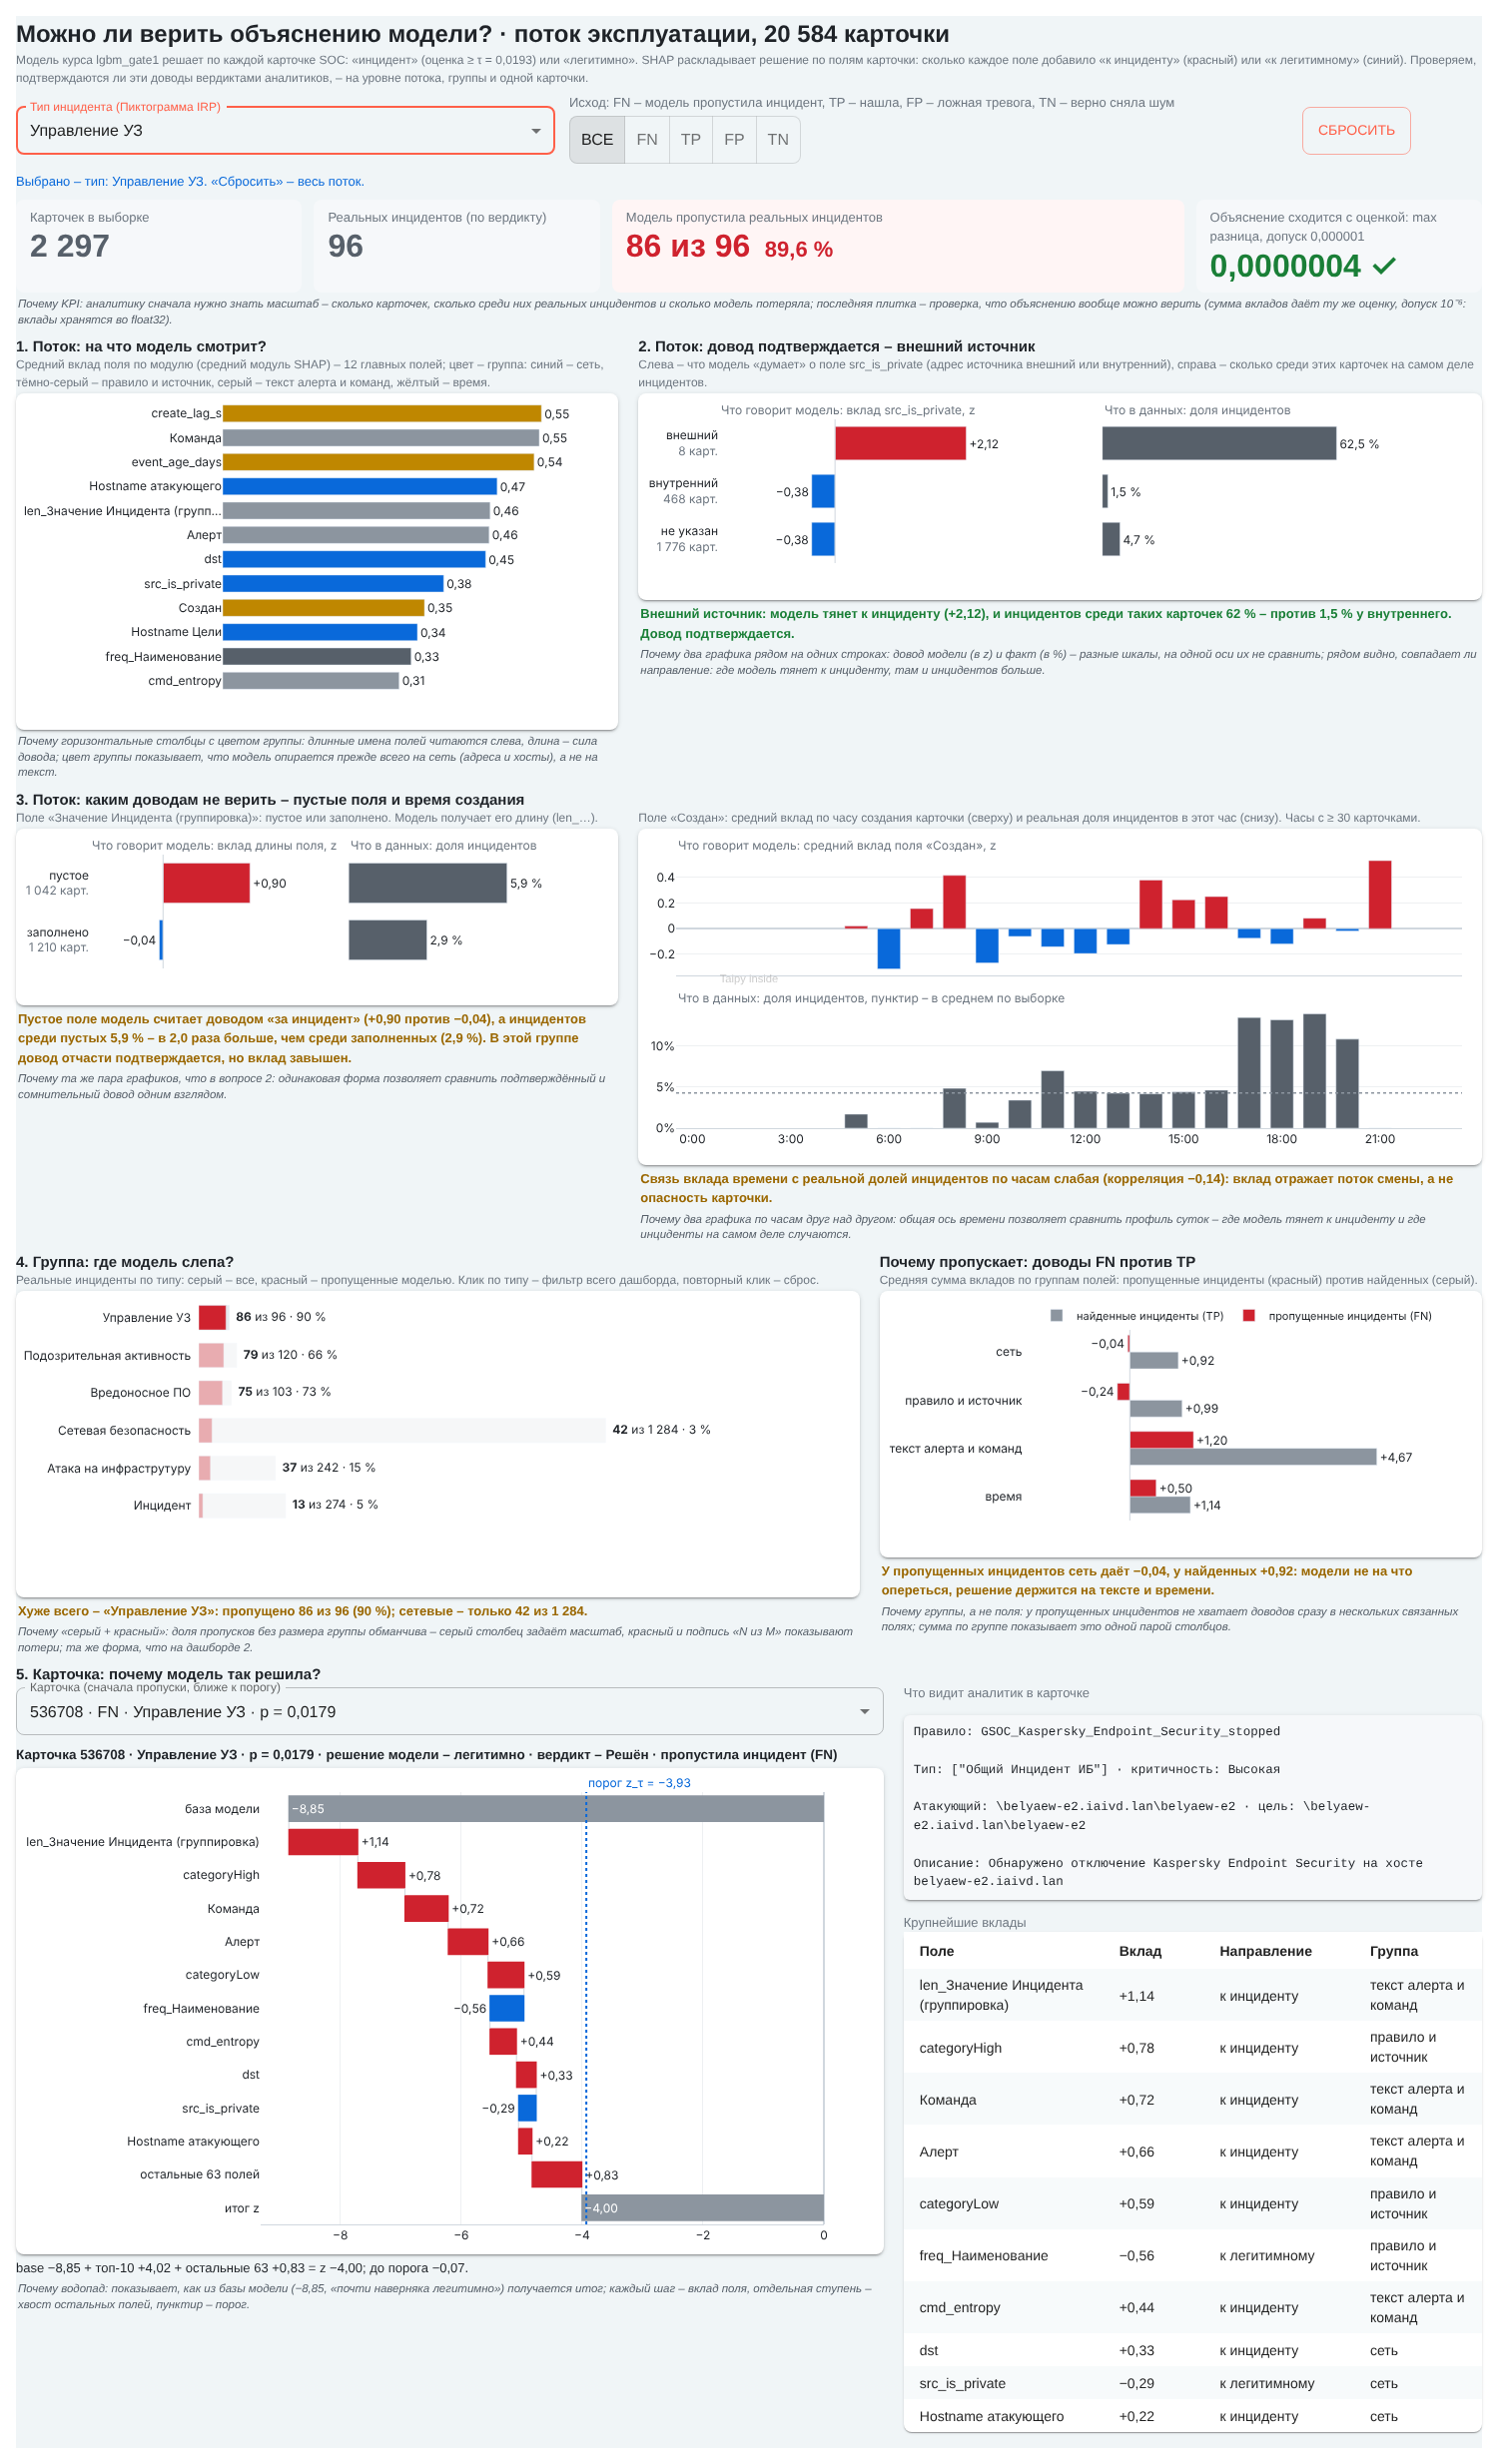 Можно ли верить объяснению модели? · поток эксплуатации, 20 584 карточки
Модель курса lgbm_gate1 решает по каждой карточке SOC: «инцидент» (оценка ≥ τ = 0,0193) или «легитимно». SHAP раскладывает решение по полям карточки: сколько каждое поле добавило «к инциденту» (красный) или «к легитимному» (синий). Проверяем,
подтверждаются ли эти доводы вердиктами аналитиков, – на уровне потока, группы и одной карточки.
Тип инцидента (Пиктограмма IRP)
Управление УЗ
Исход: FN – модель пропустила инцидент, TP – нашла, FP – ложная тревога, TN – верно сняла шум
ВСЕ FN TP FP TN
СБРОСИТЬ
Выбрано – тип: Управление УЗ. «Сбросить» – весь поток.
Карточек в выборке
2 297
Реальных инцидентов (по вердикту)
96
Модель пропустила реальных инцидентов
86 из 96 89,6 %
Объяснение сходится с оценкой: max
разница, допуск 0,000001
0,0000004 ✓
Почему KPI: аналитику сначала нужно знать масштаб – сколько карточек, сколько среди них реальных инцидентов и сколько модель потеряла; последняя плитка – проверка, что объяснению вообще можно верить (сумма вкладов даёт ту же оценку, допуск 10⁻⁶:
вклады хранятся во float32).
1. Поток: на что модель смотрит?
Средний вклад поля по модулю (средний модуль SHAP) – 12 главных полей; цвет – группа: синий – сеть,
тёмно-серый – правило и источник, серый – текст алерта и команд, жёлтый – время.
create_lag_s 0,55
Команда 0,55
event_age_days 0,54
Hostname атакующего 0,47
len_Значение Инцидента (групп... 0,46
Алерт 0,46
dst 0,45
src_is_private 0,38
Создан 0,35
Hostname Цели 0,34
freq_Наименование 0,33
cmd_entropy 0,31
Почему горизонтальные столбцы с цветом группы: длинные имена полей читаются слева, длина – сила
довода; цвет группы показывает, что модель опирается прежде всего на сеть (адреса и хосты), а не на
текст.
2. Поток: довод подтверждается – внешний источник
Слева – что модель «думает» о поле src_is_private (адрес источника внешний или внутренний), справа – сколько среди этих карточек на самом деле
инцидентов.
Что говорит модель: вклад src_is_private, z
Что в данных: доля инцидентов
внешний
8 карт.
+2,12
62,5 %
внутренний
468 карт.
−0,38
1,5 %
не указан
1 776 карт.
−0,38
4,7 %
Внешний источник: модель тянет к инциденту (+2,12), и инцидентов среди таких карточек 62 % – против 1,5 % у внутреннего.
Довод подтверждается.
Почему два графика рядом на одних строках: довод модели (в z) и факт (в %) – разные шкалы, на одной оси их не сравнить; рядом видно, совпадает ли
направление: где модель тянет к инциденту, там и инцидентов больше.
3. Поток: каким доводам не верить – пустые поля и время создания
Поле «Значение Инцидента (группировка)»: пустое или заполнено. Модель получает его длину (len_...).
Что говорит модель: вклад длины поля, z
Что в данных: доля инцидентов
пустое
1 042 карт.
+0,90
5,9 %
заполнено
1 210 карт.
−0,04
2,9 %
Пустое поле модель считает доводом «за инцидент» (+0,90 против −0,04), а инцидентов
среди пустых 5,9 % – в 2,0 раза больше, чем среди заполненных (2,9 %). В этой группе
довод отчасти подтверждается, но вклад завышен.
Почему та же пара графиков, что в вопросе 2: одинаковая форма позволяет сравнить подтверждённый и
сомнительный довод одним взглядом.
Поле «Создан»: средний вклад по часу создания карточки (сверху) и реальная доля инцидентов в этот час (снизу). Часы с ≥ 30 карточками.
Что говорит модель: средний вклад поля «Создан», z
0.4
0.2
0
−0.2
Taipy inside
Что в данных: доля инцидентов, пунктир – в среднем по выборке
10%
5%
0%
0:00 3:00 6:00 9:00 12:00 15:00 18:00 21:00
Связь вклада времени с реальной долей инцидентов по часам слабая (корреляция −0,14): вклад отражает поток смены, а не
опасность карточки.
Почему два графика по часам друг над другом: общая ось времени позволяет сравнить профиль суток – где модель тянет к инциденту и где
инциденты на самом деле случаются.
4. Группа: где модель слепа?
Реальные инциденты по типу: серый – все, красный – пропущенные моделью. Клик по типу – фильтр всего дашборда, повторный клик – сброс.
Управление УЗ 86 из 96 · 90 %
Подозрительная активность 79 из 120 · 66 %
Вредоносное ПО 75 из 103 · 73 %
Сетевая безопасность 42 из 1 284 · 3 %
Атака на инфраструтуру 37 из 242 · 15 %
Инцидент 13 из 274 · 5 %
Хуже всего – «Управление УЗ»: пропущено 86 из 96 (90 %); сетевые – только 42 из 1 284.
Почему «серый + красный»: доля пропусков без размера группы обманчива – серый столбец задаёт масштаб, красный и подпись «N из M» показывают
потери; та же форма, что на дашборде 2.
Почему пропускает: доводы FN против TP
Средняя сумма вкладов по группам полей: пропущенные инциденты (красный) против найденных (серый).
найденные инциденты (TP) пропущенные инциденты (FN)
сеть −0,04 +0,92
правило и источник −0,24 +0,99
текст алерта и команд +1,20 +4,67
время +0,50 +1,14
У пропущенных инцидентов сеть даёт −0,04, у найденных +0,92: модели не на что
опереться, решение держится на тексте и времени.
Почему группы, а не поля: у пропущенных инцидентов не хватает доводов сразу в нескольких связанных
полях; сумма по группе показывает это одной парой столбцов.
5. Карточка: почему модель так решила?
Карточка (сначала пропуски, ближе к порогу)
536708 · FN · Управление УЗ · p = 0,0179
Карточка 536708 · Управление УЗ · p = 0,0179 · решение модели – легитимно · вердикт – Решён · пропустила инцидент (FN)
порог z_τ = −3,93
база модели −8,85
len_Значение Инцидента (группировка) +1,14
categoryHigh +0,78
Команда +0,72
Алерт +0,66
categoryLow +0,59
freq_Наименование −0,56
cmd_entropy +0,44
dst +0,33
src_is_private −0,29
Hostname атакующего +0,22
остальные 63 полей +0,83
итог z −4,00
−8 −6 −4 −2 0
base −8,85 + топ-10 +4,02 + остальные 63 +0,83 = z −4,00; до порога −0,07.
Почему водопад: показывает, как из базы модели (−8,85, «почти наверняка легитимно») получается итог; каждый шаг – вклад поля, отдельная ступень –
хвост остальных полей, пунктир – порог.
Что видит аналитик в карточке
Правило: GSOC_Kaspersky_Endpoint_Security_stopped
Тип: ["Общий Инцидент ИБ"] · критичность: Высокая
Атакующий: \belyaew-e2.iaivd.lan\belyaew-e2 · цель: \belyaew-
e2.iaivd.lan\belyaew-e2
Описание: Обнаружено отключение Kaspersky Endpoint Security на хосте
belyaew-e2.iaivd.lan
Крупнейшие вклады
Поле Вклад Направление Группа
len_Значение Инцидента (группировка) +1,14 к инциденту текст алерта и команд
categoryHigh +0,78 к инциденту правило и источник
Команда +0,72 к инциденту текст алерта и команд
Алерт +0,66 к инциденту текст алерта и команд
categoryLow +0,59 к инциденту правило и источник
freq_Наименование −0,56 к легитимному правило и источник
cmd_entropy +0,44 к инциденту текст алерта и команд
dst +0,33 к инциденту сеть
src_is_private −0,29 к легитимному сеть
Hostname атакующего +0,22 к инциденту сеть